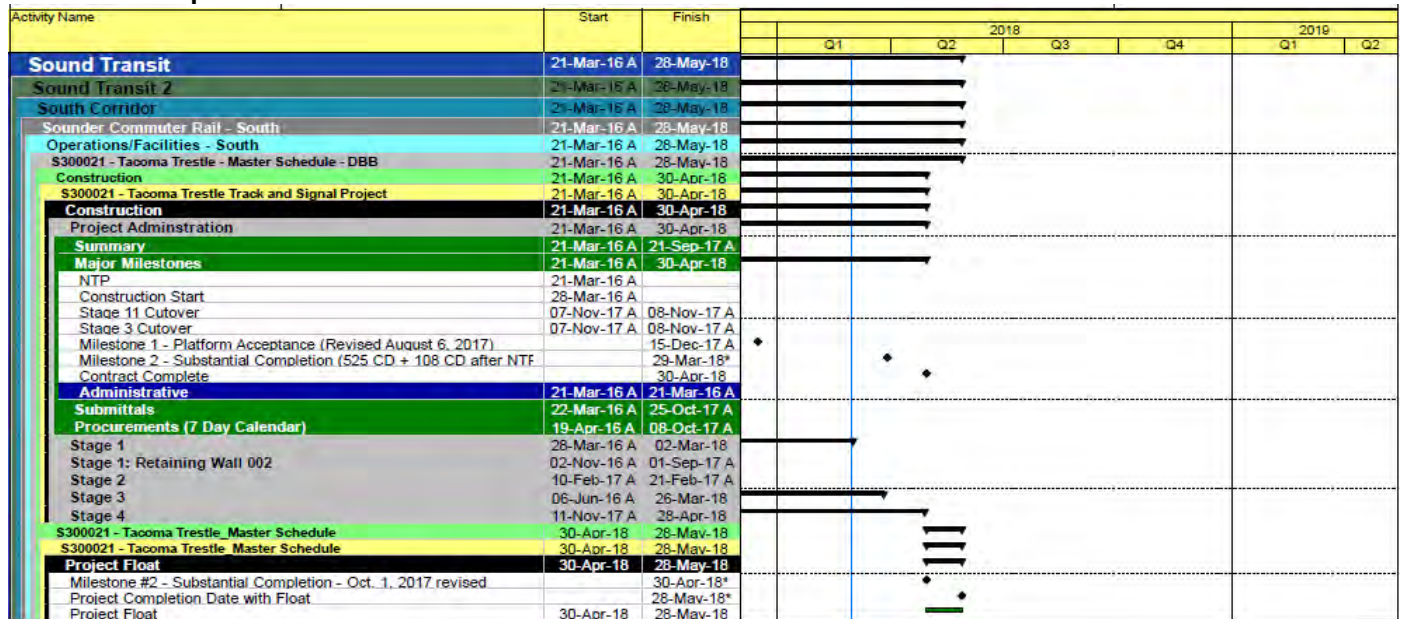 Activity Name Start Finish
2018 2019
Q1 Q2 Q3 Q4 Q1 Q2
Sound Transit 21-Mar-16 A 28-May-18
Sound Transit 2 21-Mar-16 A 28-May-18
South Corridor 21-Mar-16 A 28-May-18
Sounder Commuter Rail - South 21-Mar-16 A 28-May-18
Operations/Facilities - South 21-Mar-16 A 28-May-18
S300021 - Tacoma Trestle - Master Schedule - DBB 21-Mar-16 A 28-May-18
Construction 21-Mar-16 A 30-Apr-18
S300021 - Tacoma Trestle Track and Signal Project 21-Mar-16 A 30-Apr-18
Construction 21-Mar-16 A 30-Apr-18
Project Adminstration 21-Mar-16 A 30-Apr-18
Summary 21-Mar-16 A 21-Sep-17 A
Major Milestones 21-Mar-16 A 30-Apr-18
NTP 21-Mar-16 A
Construction Start 28-Mar-16 A
Stage 11 Cutover 07-Nov-17 A 08-Nov-17 A
Stage 3 Cutover 07-Nov-17 A 08-Nov-17 A
Milestone 1 - Platform Acceptance (Revised August 6, 2017) 15-Dec-17 A
Milestone 2 - Substantial Completion (525 CD + 108 CD after NTP 29-Mar-18*
Contract Complete 30-Apr-18
Administrative 21-Mar-16 A 21-Mar-16 A
Submittals 22-Mar-16 A 25-Oct-17 A
Procurements (7 Day Calendar) 19-Apr-16 A 08-Oct-17 A
Stage 1 28-Mar-16 A 02-Mar-18
Stage 1: Retaining Wall 002 02-Nov-16 A 01-Sep-17 A
Stage 2 10-Feb-17 A 21-Feb-17 A
Stage 3 06-Jun-16 A 26-Mar-18
Stage 4 11-Nov-17 A 28-Apr-18
S300021 - Tacoma Trestle_Master Schedule 30-Apr-18 28-May-18
S300021 - Tacoma Trestle_Master Schedule 30-Apr-18 28-May-18
Project Float 30-Apr-18 28-May-18
Milestone #2 - Substantial Completion - Oct. 1, 2017 revised 30-Apr-18*
Project Completion Date with Float 28-May-18*
Project Float 30-Apr-18 28-May-18